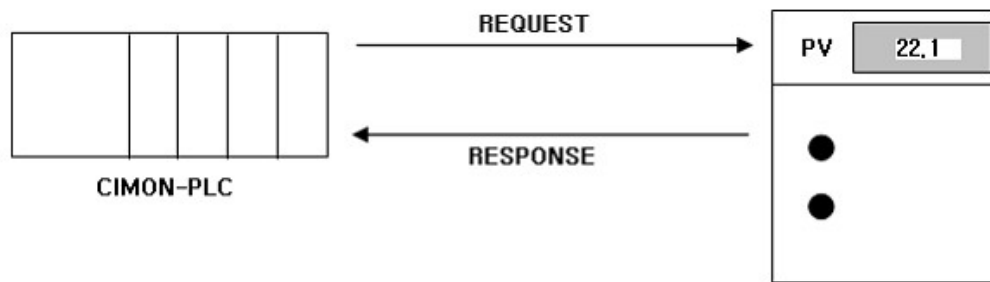 REQUEST
PV 22.1
RESPONSE
CIMON-PLC